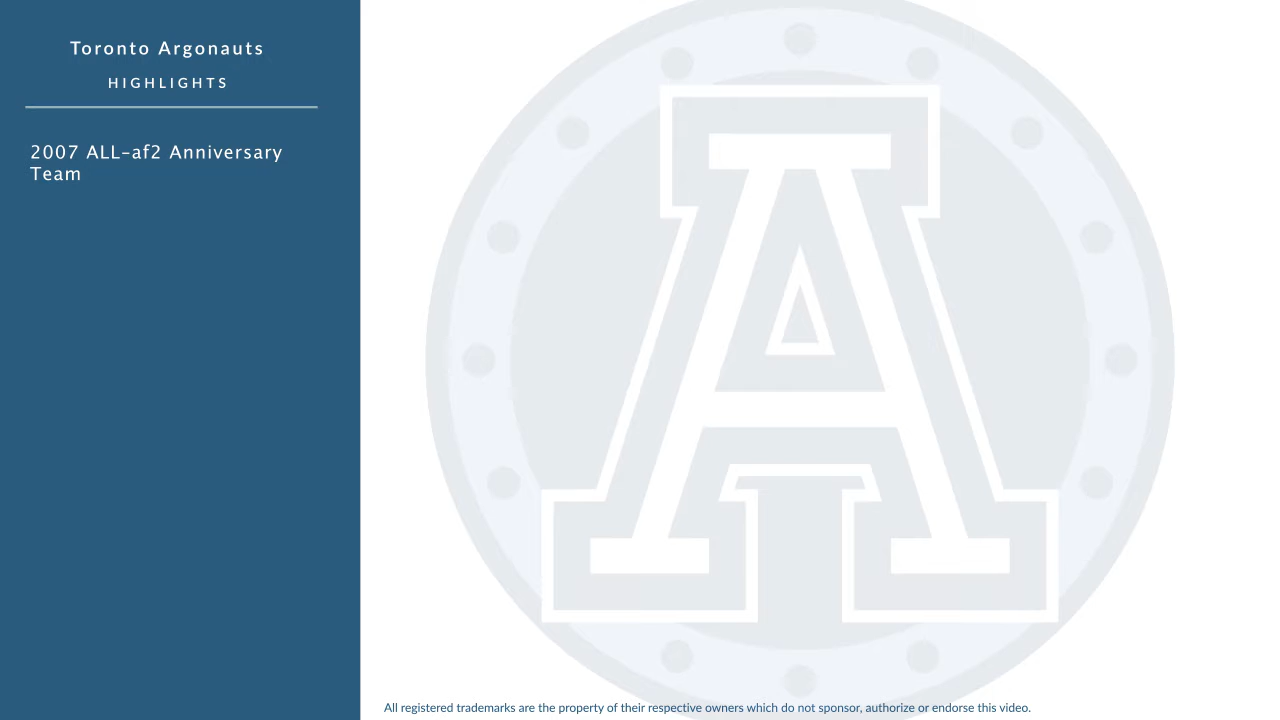 Toronto Argonauts
HIGHLIGHTS
2007 ALL-af2 Anniversary
Team
A
All registered trademarks are the property of their respective owners which do not sponsor, authorize or endorse this video.